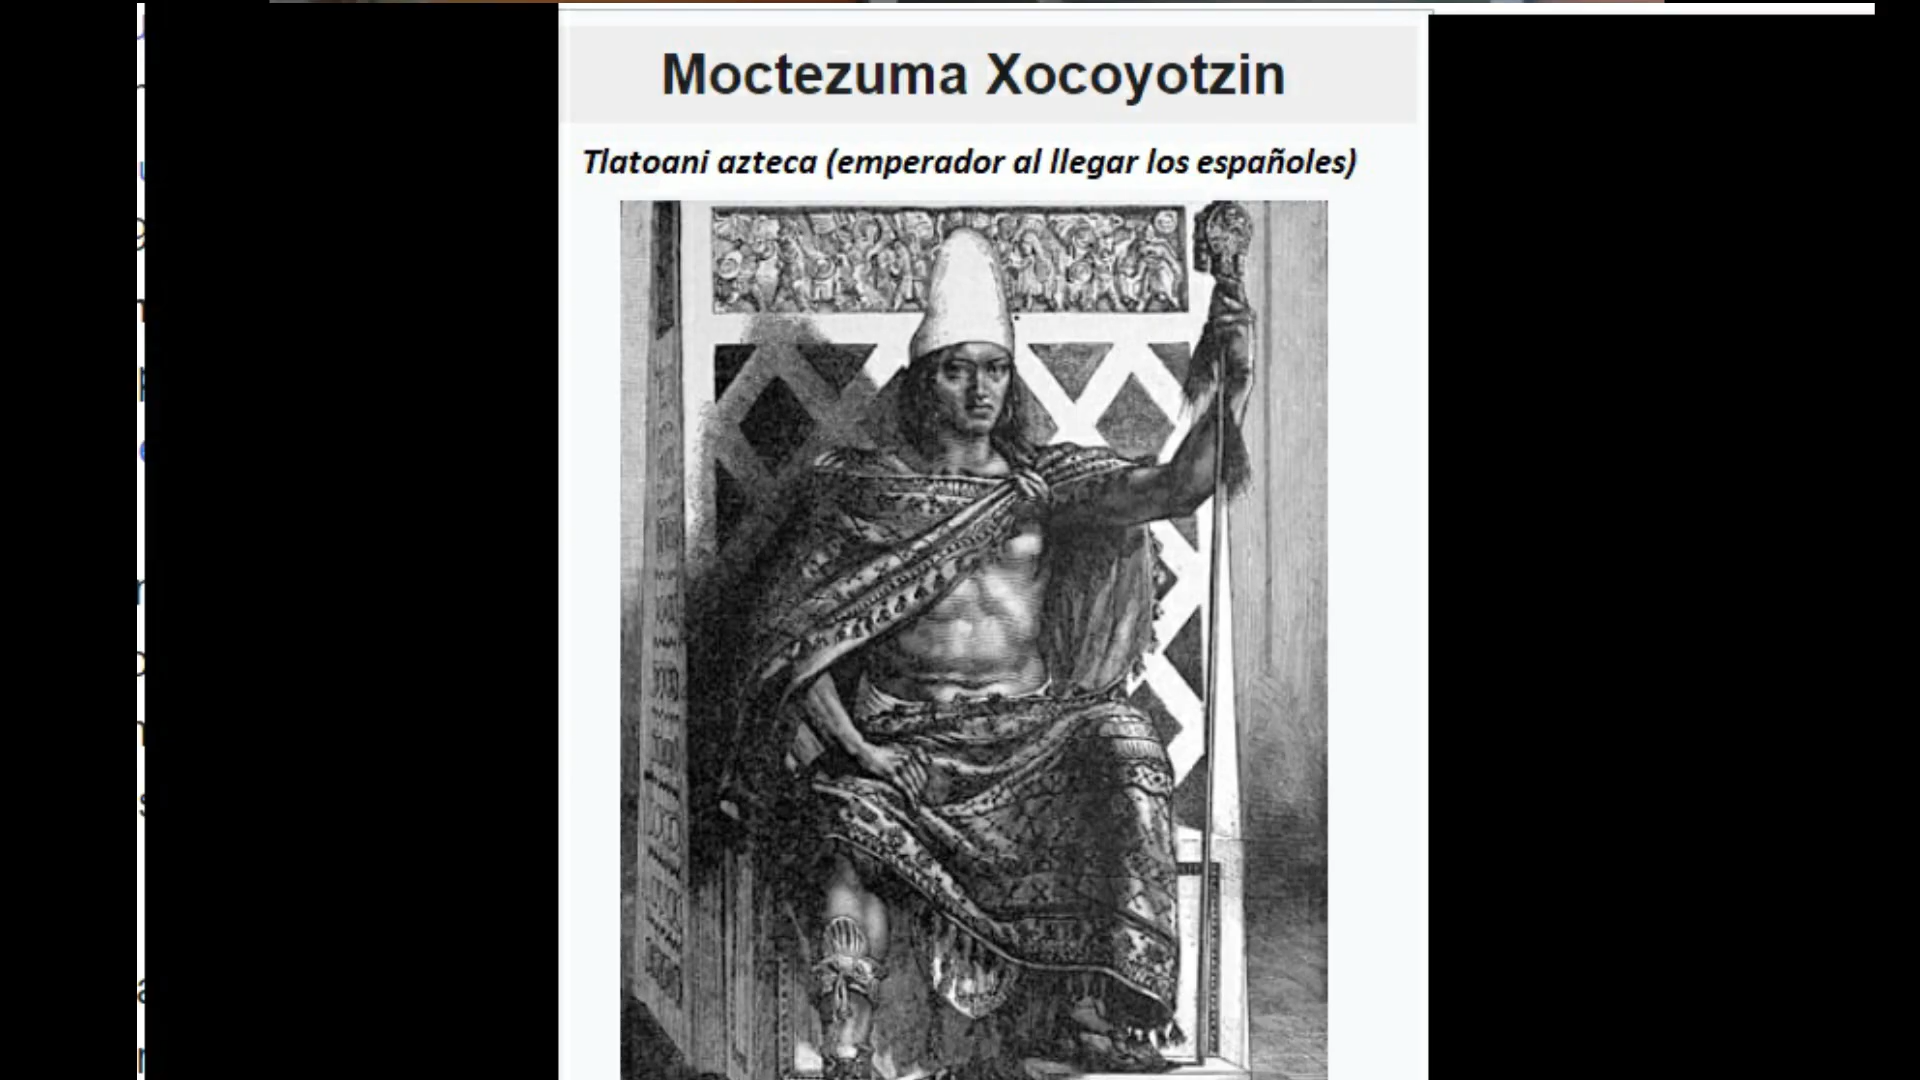 Moctezuma Xocoyotzin
Tlatoani azteca (emperador al llegar los españoles)